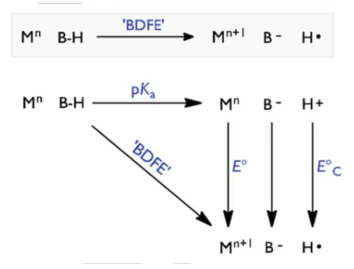 'BDFE'
Mⁿ B-H Mⁿ⁺¹ B⁻ H•
pKₐ
Mⁿ B-H Mⁿ B⁻ H+
'BDFE' E° E°C
Mⁿ⁺¹ B⁻ H•